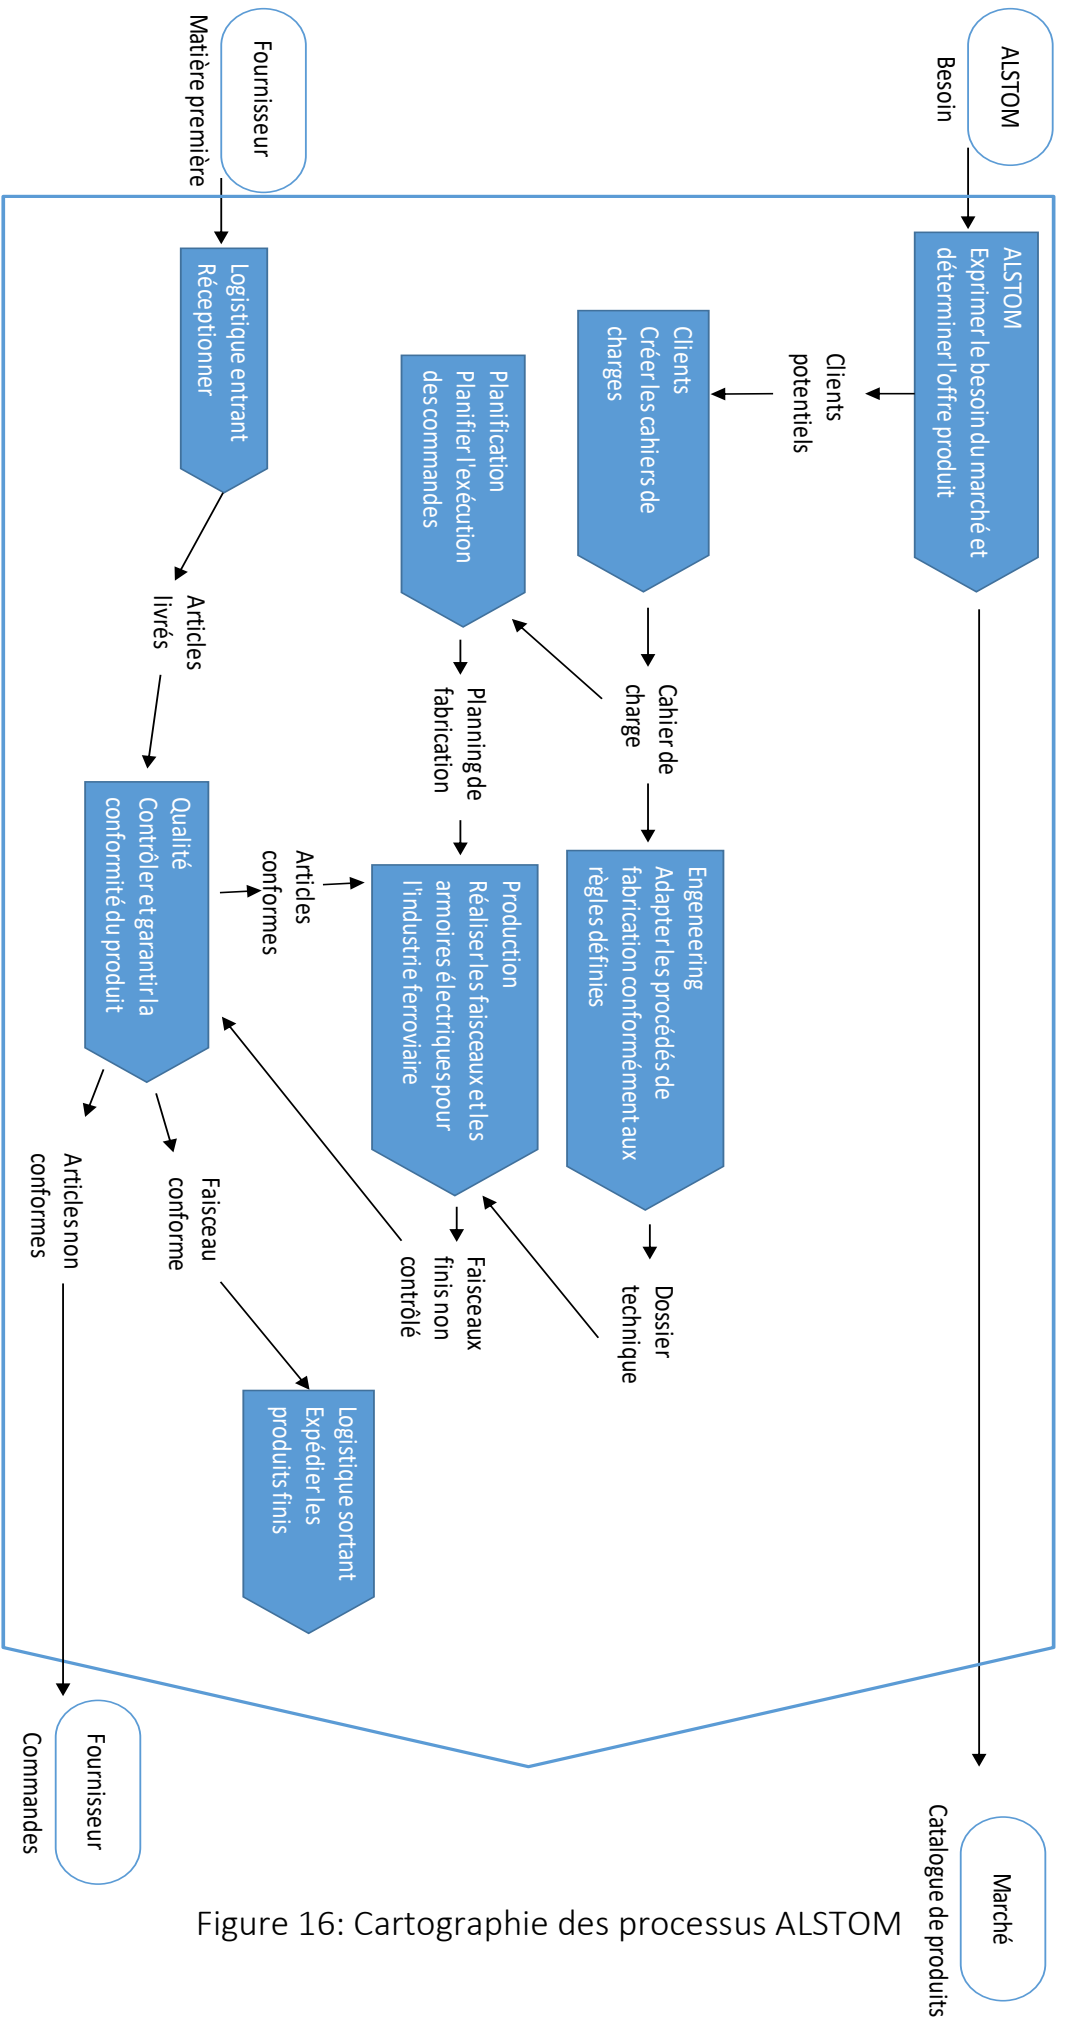 ALSTOM
Besoin
ALSTOM
Exprimer le besoin du marché et
déterminer l'offre produit
Marché
Catalogue de produits
Clients
potentiels
Clients
Créer les cahiers de
charges
Cahier de
charge
Engeneering
Adapter les procédés de
fabrication conformément aux
règles définies
Dossier
technique
Planification
Planifier l'exécution
des commandes
Planning de
fabrication
Production
Réaliser les faisceaux et les
armoires électriques pour
l'industrie ferroviaire
Faisceaux
finis non
contrôlé
Fournisseur
Matière première
Logistique entrant
Réceptionner
Articles
livrés
Articles
conformes
Qualité
Contrôler et garantir la
conformité du produit
Faisceau
conforme
Articles non
conformes
Logistique sortant
Expédier les
produits finis
Fournisseur
Commandes
Figure 16: Cartographie des processus ALSTOM